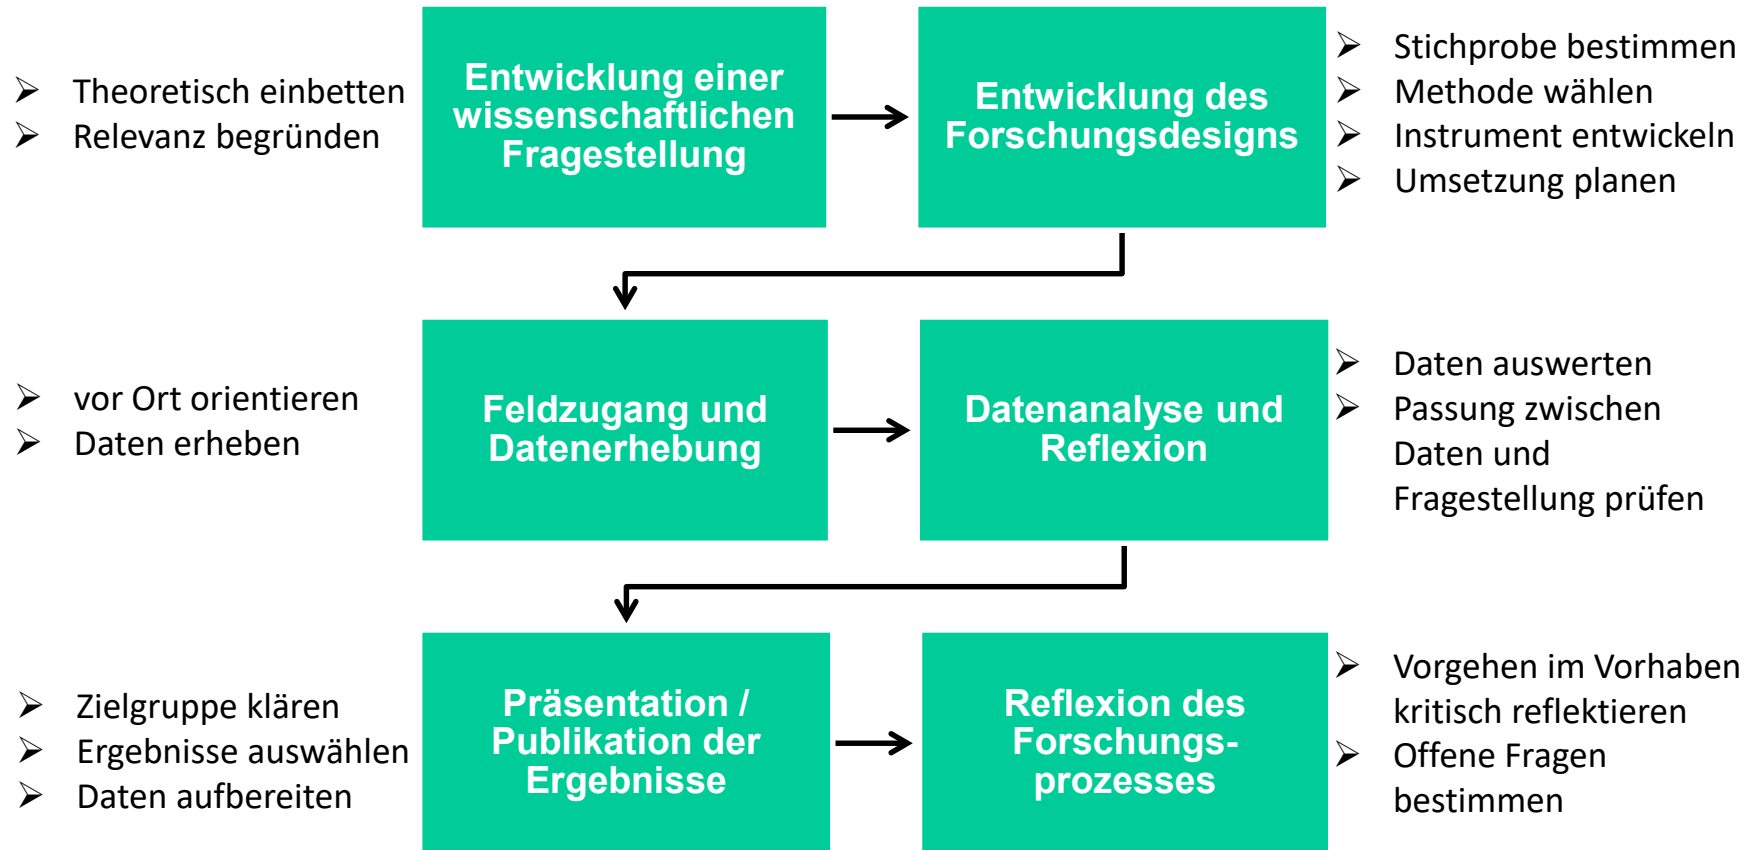 ➢ Theoretisch einbetten
➢ Relevanz begründen
Entwicklung einer
wissenschaftlichen
Fragestellung
Entwicklung des
Forschungsdesigns
➢ Stichprobe bestimmen
➢ Methode wählen
➢ Instrument entwickeln
➢ Umsetzung planen
➢ vor Ort orientieren
➢ Daten erheben
Feldzugang und
Datenerhebung
Datenanalyse und
Reflexion
➢ Daten auswerten
➢ Passung zwischen
Daten und
Fragestellung prüfen
➢ Zielgruppe klären
➢ Ergebnisse auswählen
➢ Daten aufbereiten
Präsentation /
Publikation der
Ergebnisse
Reflexion des
Forschungs-
prozesses
➢ Vorgehen im Vorhaben
kritisch reflektieren
➢ Offene Fragen
bestimmen